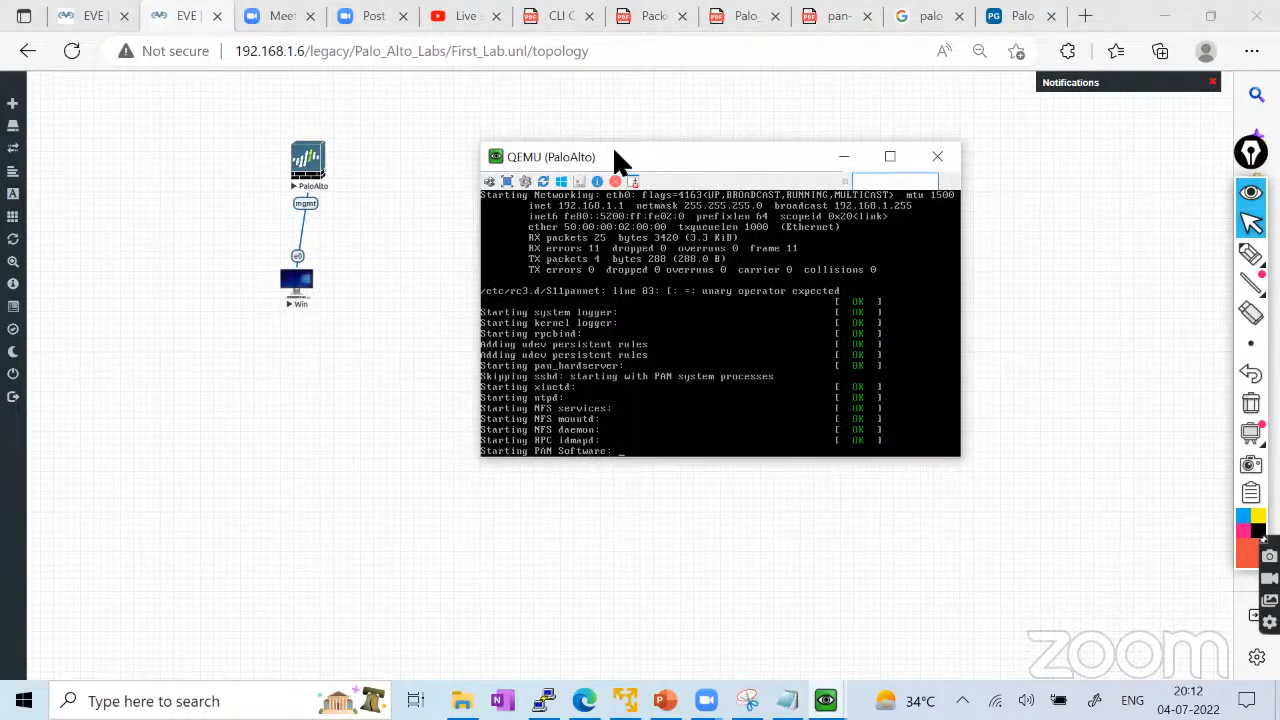 EVE
Meeting
Post
Live
Clic
Palo
Palo_
pan
palo
Palo
Not secure
192.168.1.6/legacy/Palo_Alto_Labs/First_Lab.unl/topology
Notifications
PaloAlto
mgmt
e0
Win
QEMU (PaloAlto)
Starting Networking: eth0: flags=4163<UP,BROADCAST,RUNNING,MULTICAST>  mtu 1500
inet 192.168.1.1  netmask 255.255.255.0  broadcast 192.168.1.255
inet6 fe80::5200:ff:fe02:0  prefixlen 64  scopeid 0x20<link>
ether 50:00:00:02:00:00  txqueuelen 1000  (Ethernet)
RX packets 25  bytes 3420 (3.3 KiB)
RX errors 11  dropped 0  overruns 0  frame 11
TX packets 4  bytes 288 (288.0 B)
TX errors 0  dropped 0 overruns 0  carrier 0  collisions 0
/etc/rc3.d/S11pannet: line 83: [: =: unary operator expected
[  OK  ]
Starting system logger: [  OK  ]
Starting kernel logger: [  OK  ]
Starting rpcbind: [  OK  ]
Adding udev persistent rules [  OK  ]
Adding udev persistent rules [  OK  ]
Starting pan_hardserver: [  OK  ]
Skipping sshd: starting with PAN system processes
Starting xinetd: [  OK  ]
Starting ntpd: [  OK  ]
Starting NFS services: [  OK  ]
Starting NFS mountd: [  OK  ]
Starting NFS daemon: [  OK  ]
Starting RPC idmapd: [  OK  ]
Starting PAN Software: _
zoom
Type here to search
34°C
ENG
20:12
04-07-2022